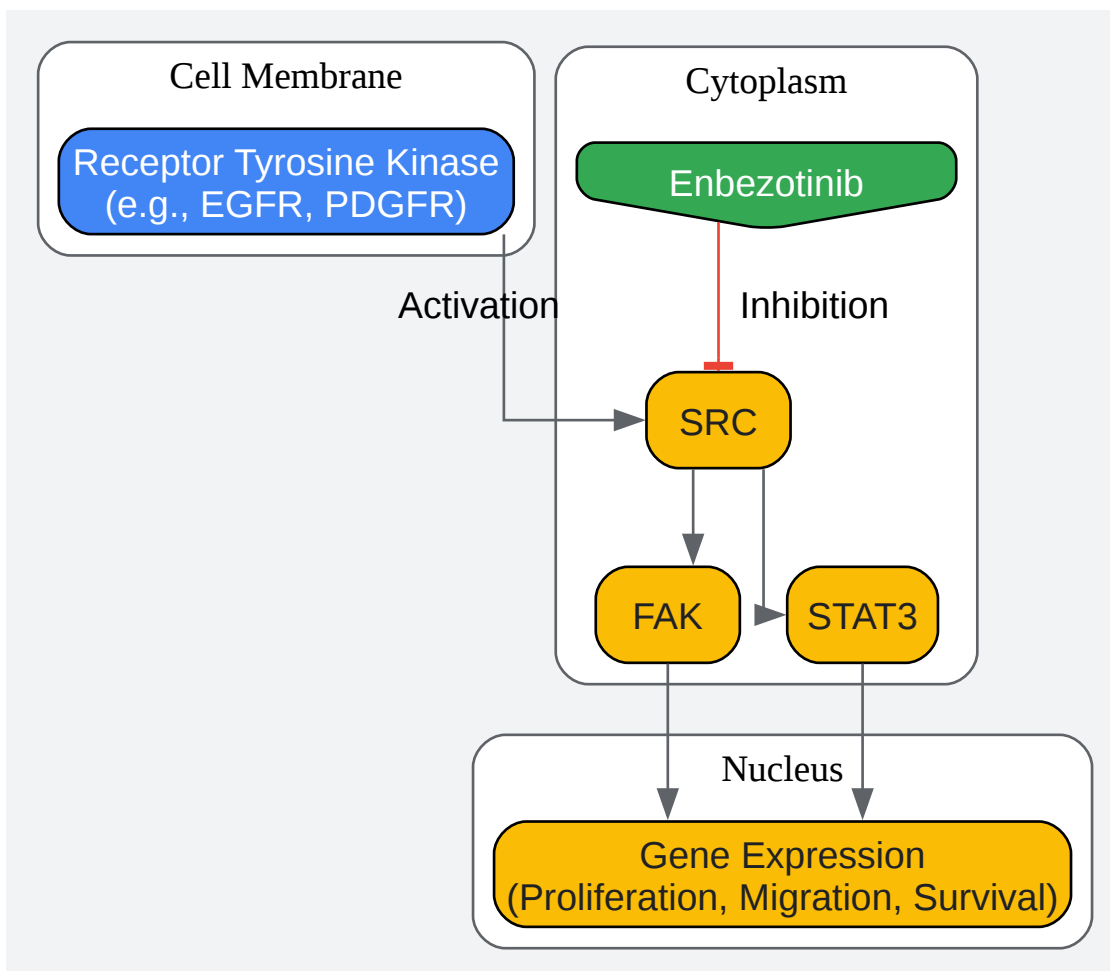 Cell Membrane
Receptor Tyrosine Kinase
(e.g., EGFR, PDGFR)
Cytoplasm
Enbezotinib
Activation
Inhibition
SRC
FAK
STAT3
Nucleus
Gene Expression
(Proliferation, Migration, Survival)